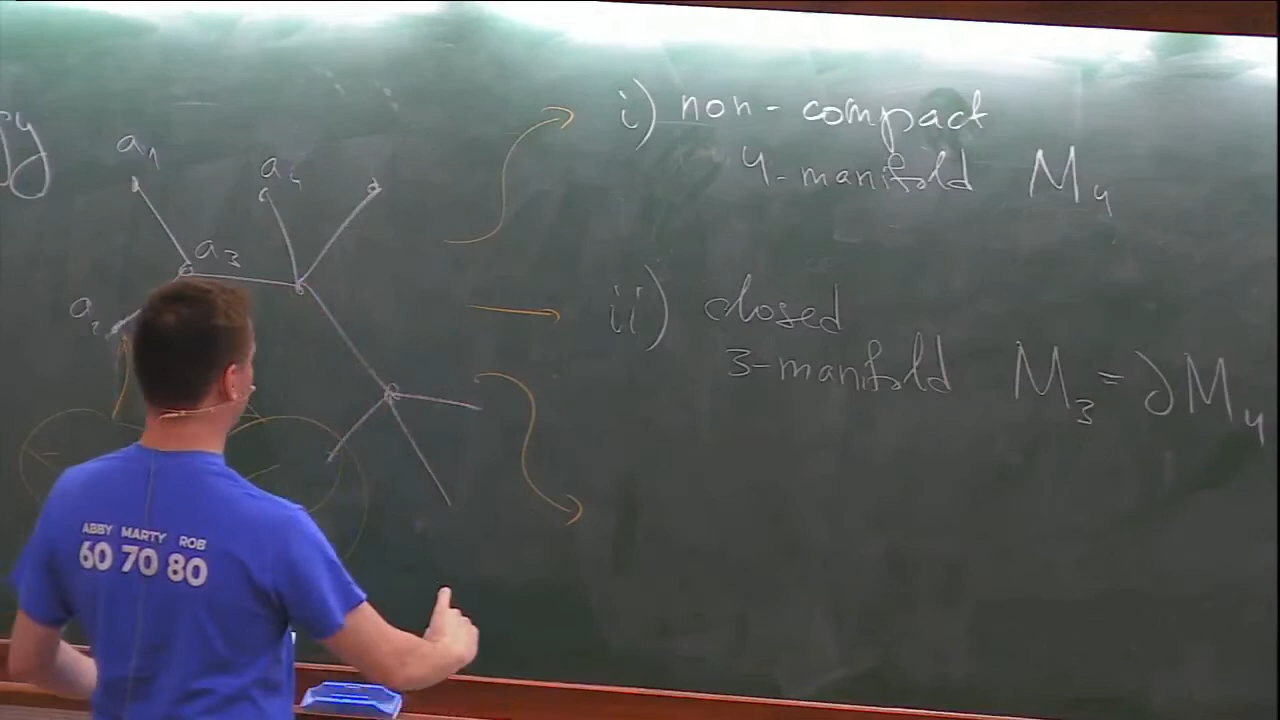 i) non-compact
4-manifold M₄
a₁
a₄
a₃
a₂
ii) closed
3-manifold M₃ = ∂M₄
ABBY MARTY ROB
60 70 80